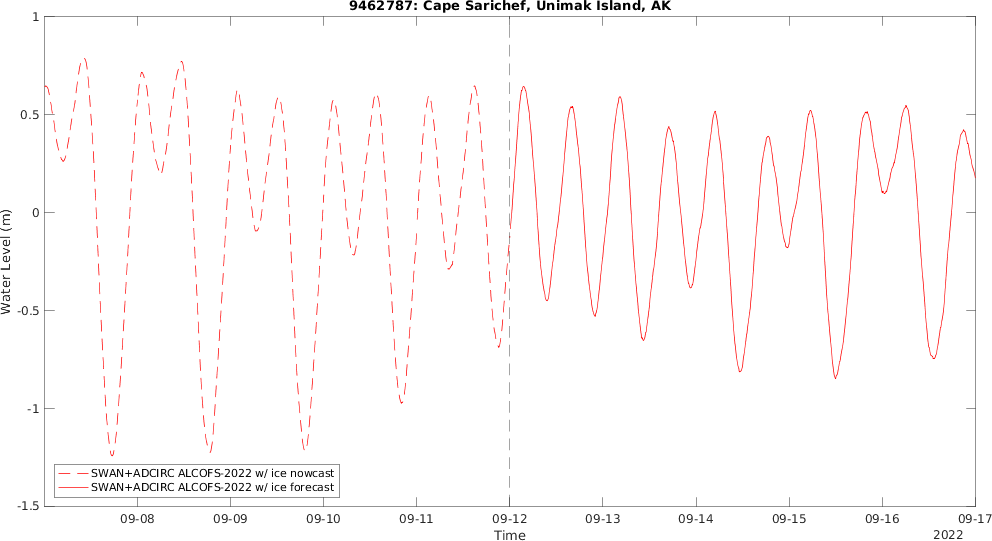 9462787: Cape Sarichef, Unimak Island, AK
1
0.5
0
-0.5
-1
-1.5
Water Level (m)
SWAN+ADCIRC ALCOFS-2022 w/ ice nowcast
SWAN+ADCIRC ALCOFS-2022 w/ ice forecast
09-08 09-09 09-10 09-11 09-12 09-13 09-14 09-15 09-16 09-17
Time
2022